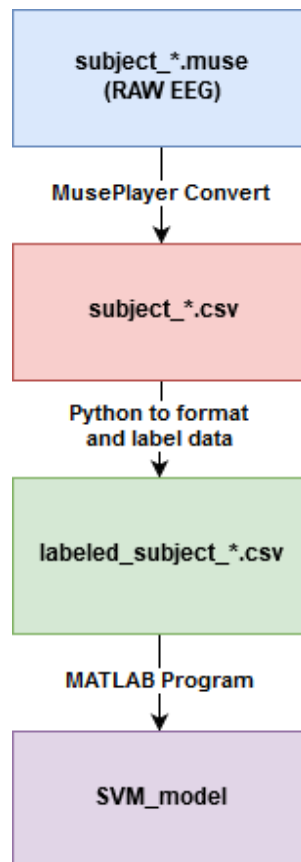 subject_*.muse
(RAW EEG)
MusePlayer Convert
subject_*.csv
Python to format
and label data
labeled_subject_*.csv
MATLAB Program
SVM_model